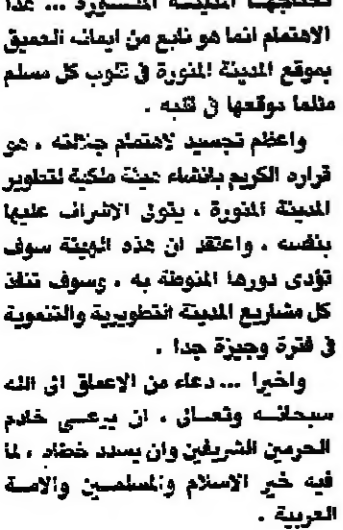 تحتاجها المدينة المنورة ... هذا
الاهتمام انما هو نابع من ايمانه العميق
بموقع المدينة المنورة في قلوب كل مسلم
مثلما موقعها في قلبه .
واعظم تجسيد لاهتمام جلالته ، هو
قراره الكريم بانشاء هيئة ملكية لتطوير
المدينة المنورة ، يتولى الاشراف عليها
بنفسه ، واعتقد ان هذه الهيئة سوف
تؤدى دورها المنوطة به ، وسوف تنفذ
كل مشاريع المدينة التطويرية والتنموية
في فترة وجيزة جدا .
واخيرا ... دعاء من الاعماق الى الله
سبحانه وتعالى ، ان يرعى خادم
الحرمين الشريفين وان يسدد خطاه ، لما
فيه خير الاسلام والمسلمين والامة
العربية .